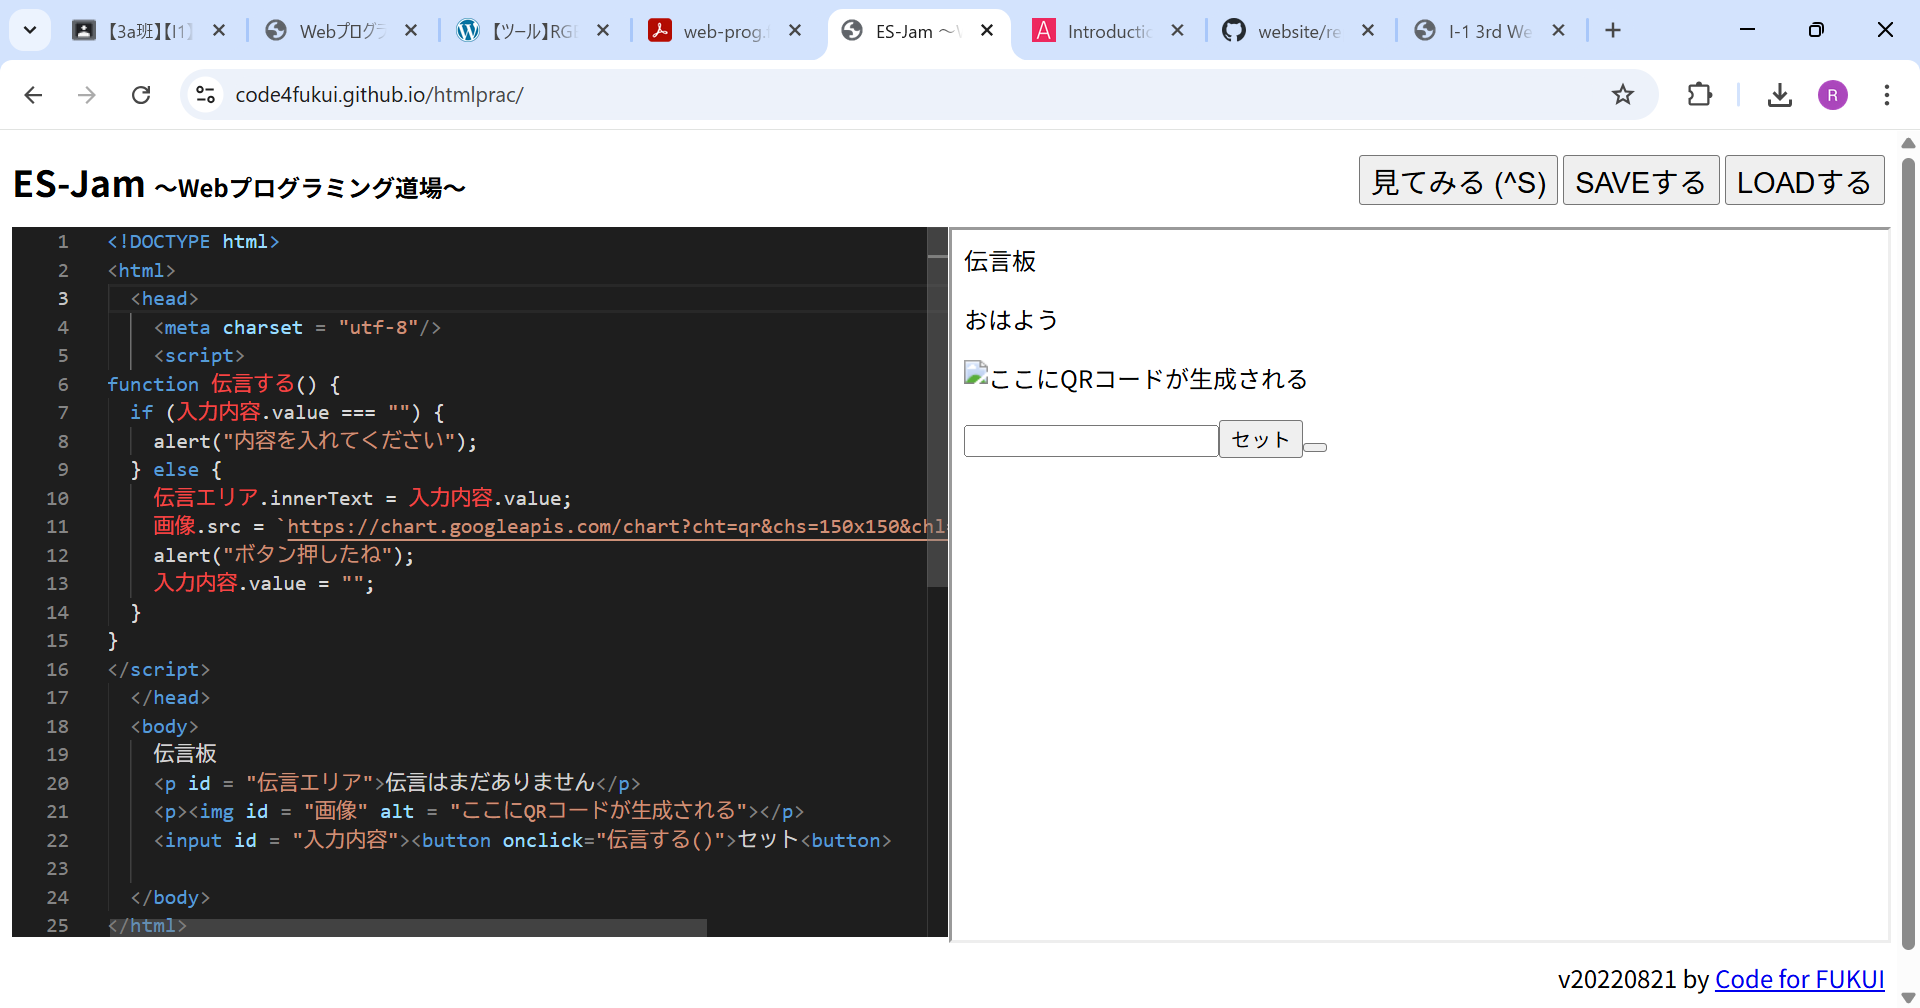 【3a班】【I1】
Webプログラ
【ツール】RGB
web-prog.f
ES-Jam ～W
Introductio
website/re
I-1 3rd We
code4fukui.github.io/htmlprac/
R
ES-Jam ～Webプログラミング道場～
見てみる (^S)
SAVEする
LOADする
1 <!DOCTYPE html>
2 <html>
3 <head>
4 <meta charset = "utf-8"/>
5 <script>
6 function 伝言する() {
7 if (入力内容.value === "") {
8 alert("内容を入れてください");
9 } else {
10 伝言エリア.innerText = 入力内容.value;
11 画像.src = `https://chart.googleapis.com/chart?cht=qr&chs=150x150&chl=
12 alert("ボタン押したね");
13 入力内容.value = "";
14 }
15 }
16 </script>
17 </head>
18 <body>
19 伝言板
20 <p id = "伝言エリア">伝言はまだありません</p>
21 <p><img id = "画像" alt = "ここにQRコードが生成される"></p>
22 <input id = "入力内容"><button onclick="伝言する()">セット<button>
23
24 </body>
25 </html>
伝言板
おはよう
ここにQRコードが生成される
セット
v20220821 by Code for FUKUI